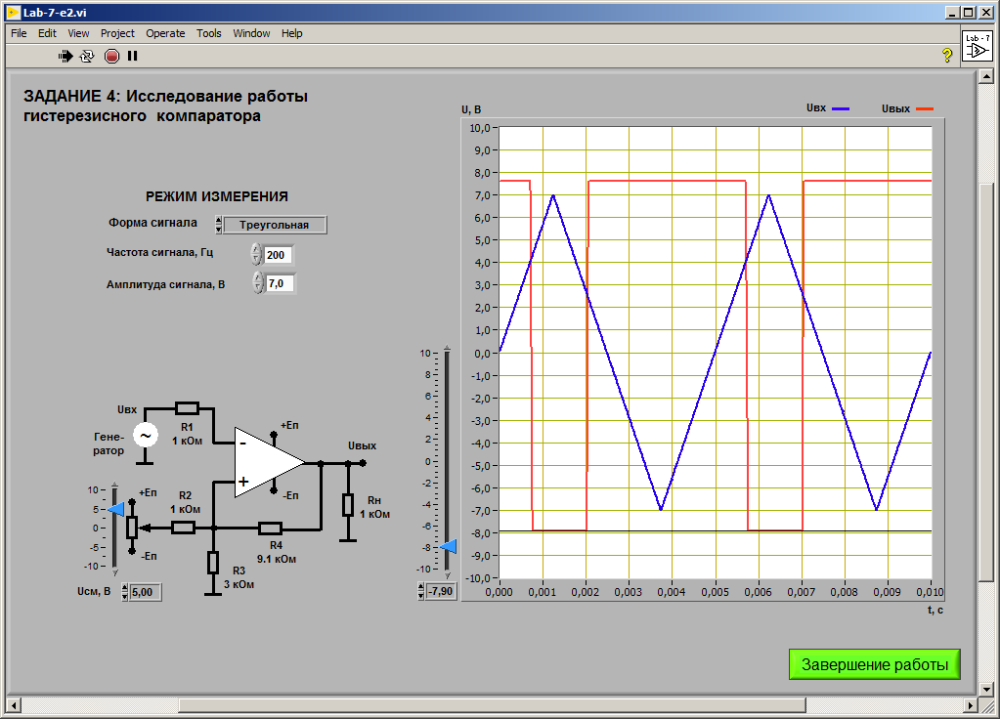 Lab-7-e2.vi
File Edit View Project Operate Tools Window Help
Lab - 7
?
ЗАДАНИЕ 4: Исследование работы
гистерезисного компаратора
РЕЖИМ ИЗМЕРЕНИЯ
Форма сигнала Треугольная
Частота сигнала, Гц 200
Амплитуда сигнала, В 7,0
Uвх
R1
1 кОм
Гене-
ратор
~
+Еп
-
+
-Еп
Uвых
Rн
1 кОм
10
5
0
-5
-10
+Еп
-Еп
R2
1 кОм
R4
9.1 кОм
R3
3 кОм
Uсм, В 5,00
10
8
6
4
2
0
-2
-4
-6
-8
-10
-7,90
U, В
Uвх Uвых
10,0
9,0
8,0
7,0
6,0
5,0
4,0
3,0
2,0
1,0
0,0
-1,0
-2,0
-3,0
-4,0
-5,0
-6,0
-7,0
-8,0
-9,0
-10,0
0,000 0,001 0,002 0,003 0,004 0,005 0,006 0,007 0,008 0,009 0,010
t, с
Завершение работы